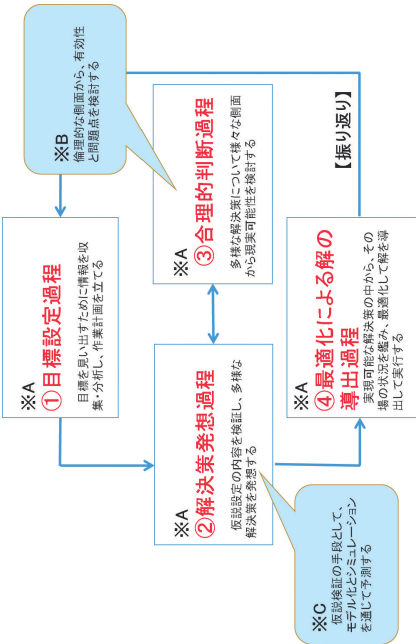 ※A
①目標設定過程
目標を見い出すために情報を収
集・分析し、作業計画を立てる
※B
倫理的な側面から、有効性
と問題点を検討する
※A
②解決策発想過程
仮説設定の内容を検証し、多様な
解決策を発想する
※A
③合理的判断過程
多様な解決策について様々な側面
から現実可能性を検討する
※C
仮説検証の手段として、
モデル化とシミュレーション
を通じて予測する
※A
④最適化による解の
導出過程
実現可能な解決策の中から、その
場の状況を鑑み、最適化して解を導
出して実行する
【振り返り】